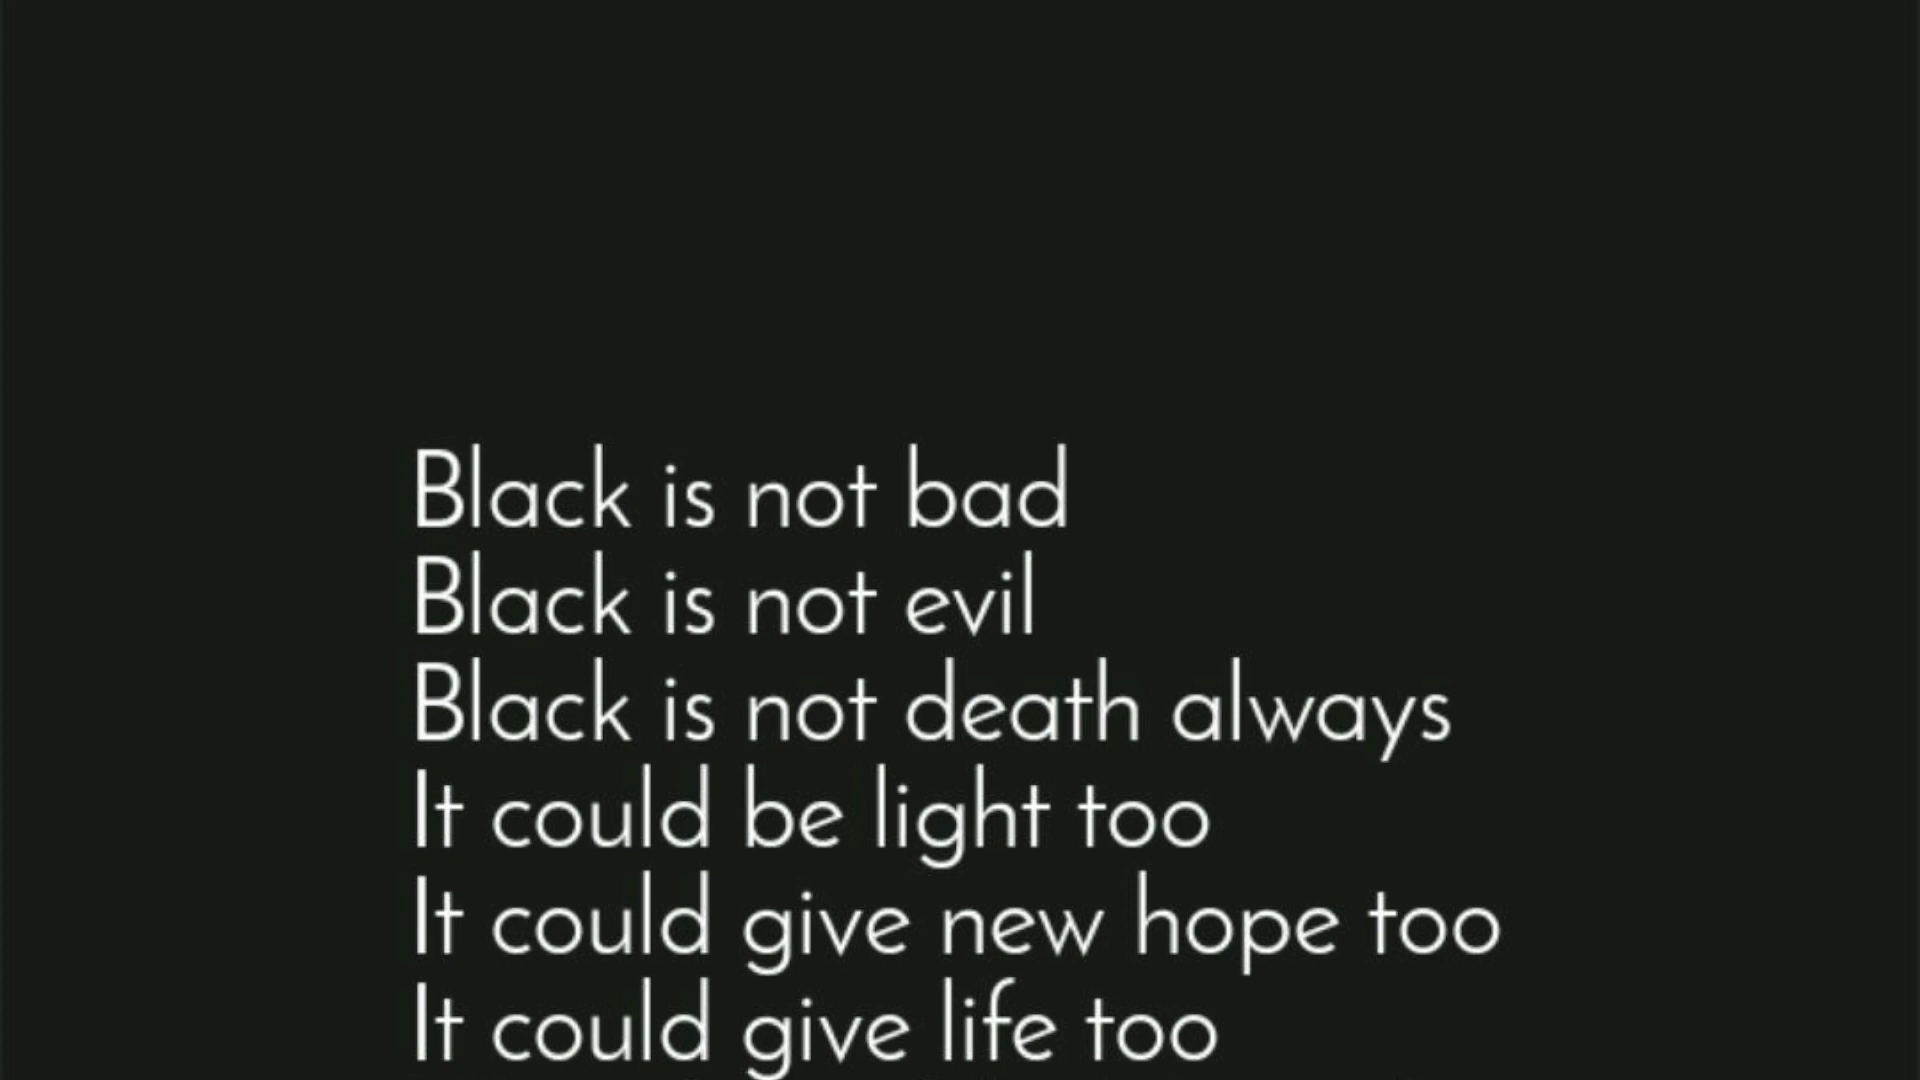 Black is not bad
Black is not evil
Black is not death always
It could be light too
It could give new hope too
It could give life too